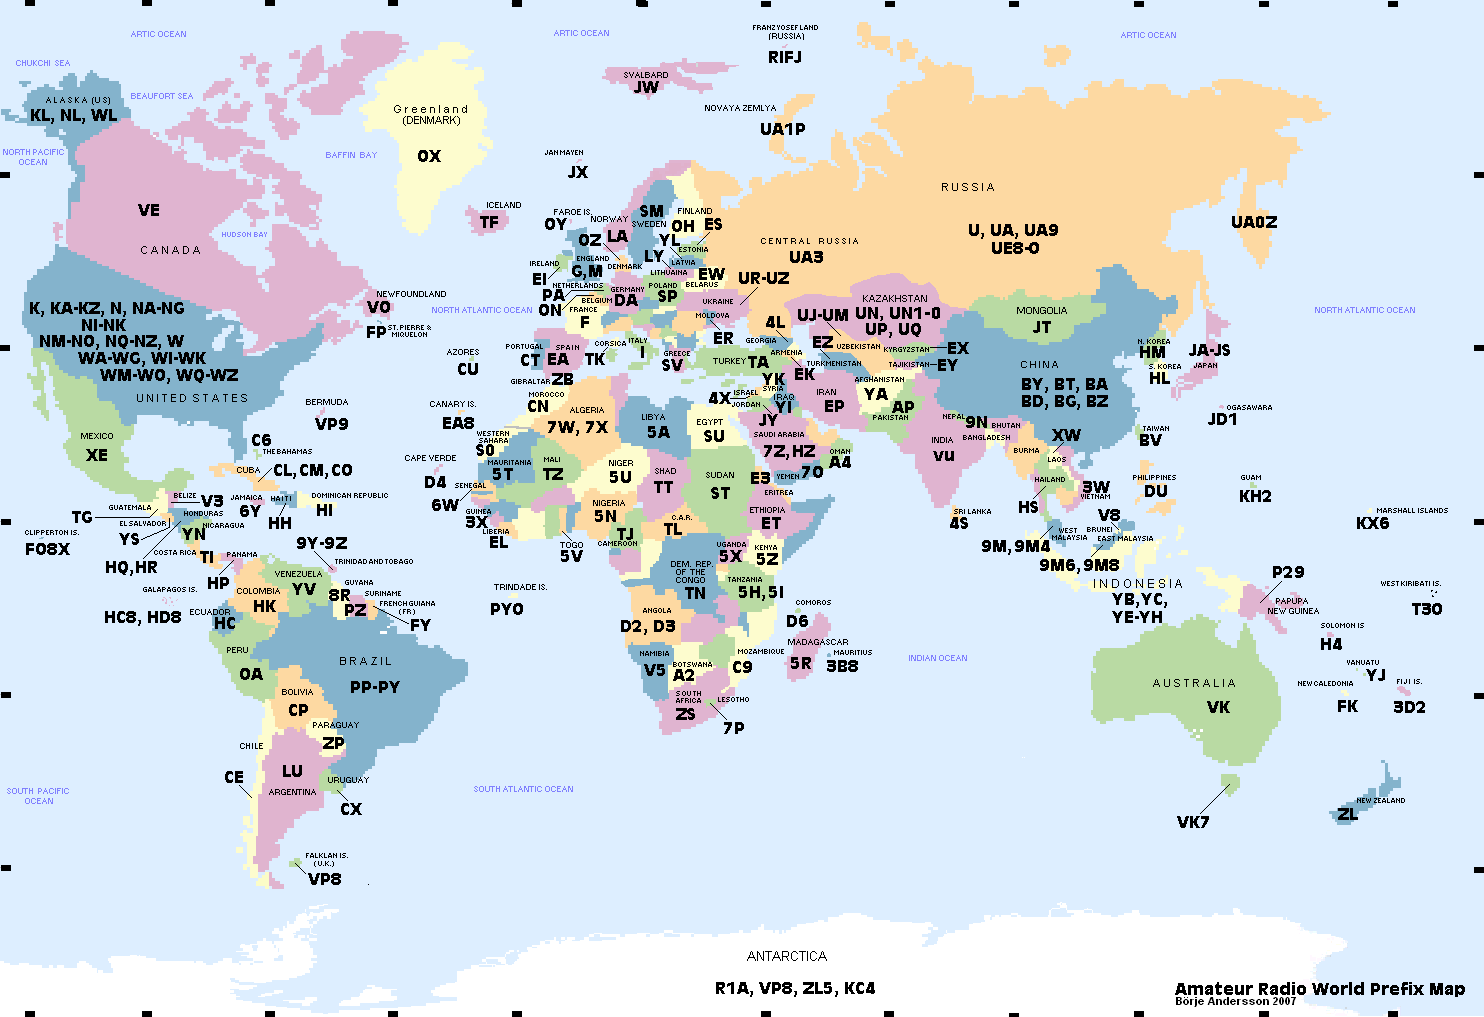 ARTIC OCEAN
ARTIC OCEAN
ARTIC OCEAN
FRANZ YOSEF LAND
(RUSSIA)
RIFJ
CHUKCHI SEA
BEAUFORT SEA
SVALBARD
JW
ALASKA (US)
KL, NL, WL
Greenland
(DENMARK)
OX
NOVAYA ZEMLYA
UA1P
NORTH PACIFIC
OCEAN
BAFFIN BAY
JAN MAYEN
JX
VE
CANADA
HUDSON BAY
ICELAND
TF
FAROE IS.
OY
NORWAY
LA
SM
SWEDEN
FINLAND
OH
ES
ESTONIA
YL
LATVIA
LY
LITHUAINA
OZ
DENMARK
ENGLAND
G,M
IRELAND
EI
NETHERLANDS
PA
BELGIUM
ON
GERMANY
DA
POLAND
SP
EW
BELARUS
RUSSIA
U, UA, UA9
UE8-0
UA0Z
CENTRAL RUSSIA
UA3
UR-UZ
UKRAINE
MOLDOVA
ER
FRANCE
F
NEWFOUNDLAND
VO
FP
ST. PIERRE &
MIQUELON
NORTH ATLANTIC OCEAN
NORTH ATLANTIC
OCEAN
K, KA-KZ, N, NA-NG
NI-NK
NM-NO, NQ-NZ, W
WA-WG, WI-WK
WM-WO, WQ-WZ
UNITED STATES
AZORES
CU
PORTUGAL
CT
SPAIN
EA
CORSICA
TK
ITALY
I
GREECE
SV
GIBRALTAR
ZB
TURKEY
TA
4L
GEORGIA
ARMENIA
EK
YK
SYRIA
KAZAKHSTAN
UN, UN1-0
UP, UQ
UJ-UM
EZ
UZBEKISTAN
TURKMENISTAN
KYRGYZSTAN
EX
TAJIKISTAN
EY
MONGOLIA
JT
CHINA
BY, BT, BA
BD, BG, BZ
N. KOREA
HM
S. KOREA
HL
JA-JS
JAPAN
BERMUDA
VP9
CANARY IS.
EA8
MOROCCO
CN
ALGERIA
7W, 7X
LIBYA
5A
EGYPT
SU
4X
ISRAEL
JORDAN
JY
IRAQ
YI
IRAN
EP
AFGHANISTAN
YA
AP
PAKISTAN
NEPAL
9N
BHUTAN
BANGLADESH
INDIA
vu
BURMA
XW
LAOS
OGASAWARA
JD1
TAIWAN
BV
MEXICO
XE
C6
THE BAHAMAS
CUBA
CL, CM, CO
WESTERN
SAHARA
S0
CAPE VERDE
D4
MAURITANIA
5T
MALI
TZ
NIGER
5U
SHAD
TT
SUDAN
ST
SAUDI ARABIA
7Z, HZ
OMAN
A4
7O
YEMEN
E3
ERITREA
HAILAND
HS
3W
VIETNAM
PHILIPPINES
DU
GUAM
KH2
GUATEMALA
TG
BELIZE
V3
HONDURAS
JAMAICA
6Y
HAITI
HH
DOMINICAN REPUBLIC
HI
SENEGAL
6W
GUINEA
3X
LIBERIA
EL
TOGO
5V
NIGERIA
5N
TJ
CAMEROON
C.A.R.
TL
ETHIOPIA
ET
SRI LANKA
4S
MARSHALL ISLANDS
KX6
CLIPPERTON IS.
F08X
EL SALVADOR
YS
YN
NICARAGUA
HQ,HR
COSTA RICA
TI
PANAMA
HP
9Y-9Z
TRINIDAD AND TOBAGO
V8
BRUNEI
WEST
MALAYSIA
9M, 9M4
EAST MALAYSIA
9M6, 9M8
INDONESIA
YB, YC,
YE-YH
P29
PAPUPA
NEW GUINEA
WEST KIRIBATI IS.
T30
GALAPAGOS IS.
HC8, HD8
VENEZUELA
YV
GUYANA
8R
SURINAME
PZ
FRENCH GUIANA
(FR)
FY
COLOMBIA
HK
ECUADOR
HC
TRINDADE IS.
PY0
DEM. REP.
OF THE
CONGO
TN
UGANDA
5X
KENYA
5Z
TANZANIA
5H, 5I
COMOROS
D6
ANGOLA
D2, D3
MADAGASCAR
5R
MAURITIUS
3B8
INDIAN OCEAN
SOLOMON IS
H4
PERU
OA
BRAZIL
PP-PY
NAMIBIA
V5
BOTSWANA
A2
MOZAMBIQUE
C9
AUSTRALIA
VK
VANUATU
YJ
NEW CALEDONIA
FK
FIJI IS.
3D2
BOLIVIA
CP
PARAGUAY
ZP
SOUTH
AFRICA
ZS
LESOTHO
7P
CHILE
CE
LU
ARGENTINA
URUGUAY
CX
SOUTH PACIFIC
OCEAN
SOUTH ATLANTIC OCEAN
NEW ZEALAND
ZL
VK7
FALKLAN IS.
(U.K.)
VP8
ANTARCTICA
R1A, VP8, ZL5, KC4
Amateur Radio World Prefix Map
Börje Andersson 2007